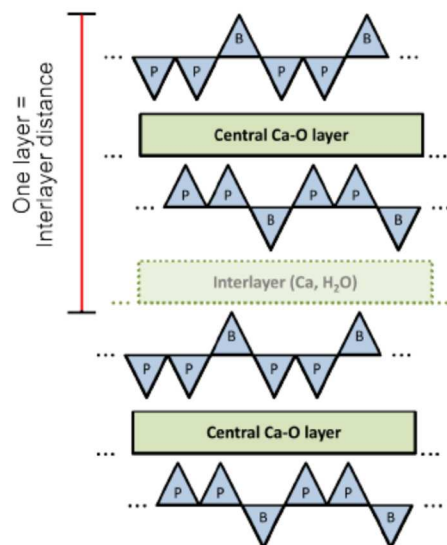 One layer =
Interlayer distance
B B
... P P P P ...
... Central Ca-O layer ...
... P P P P ...
B B
... Interlayer (Ca, H₂O) ...
B B
... P P P P ...
... Central Ca-O layer ...
... P P P P ...
B B